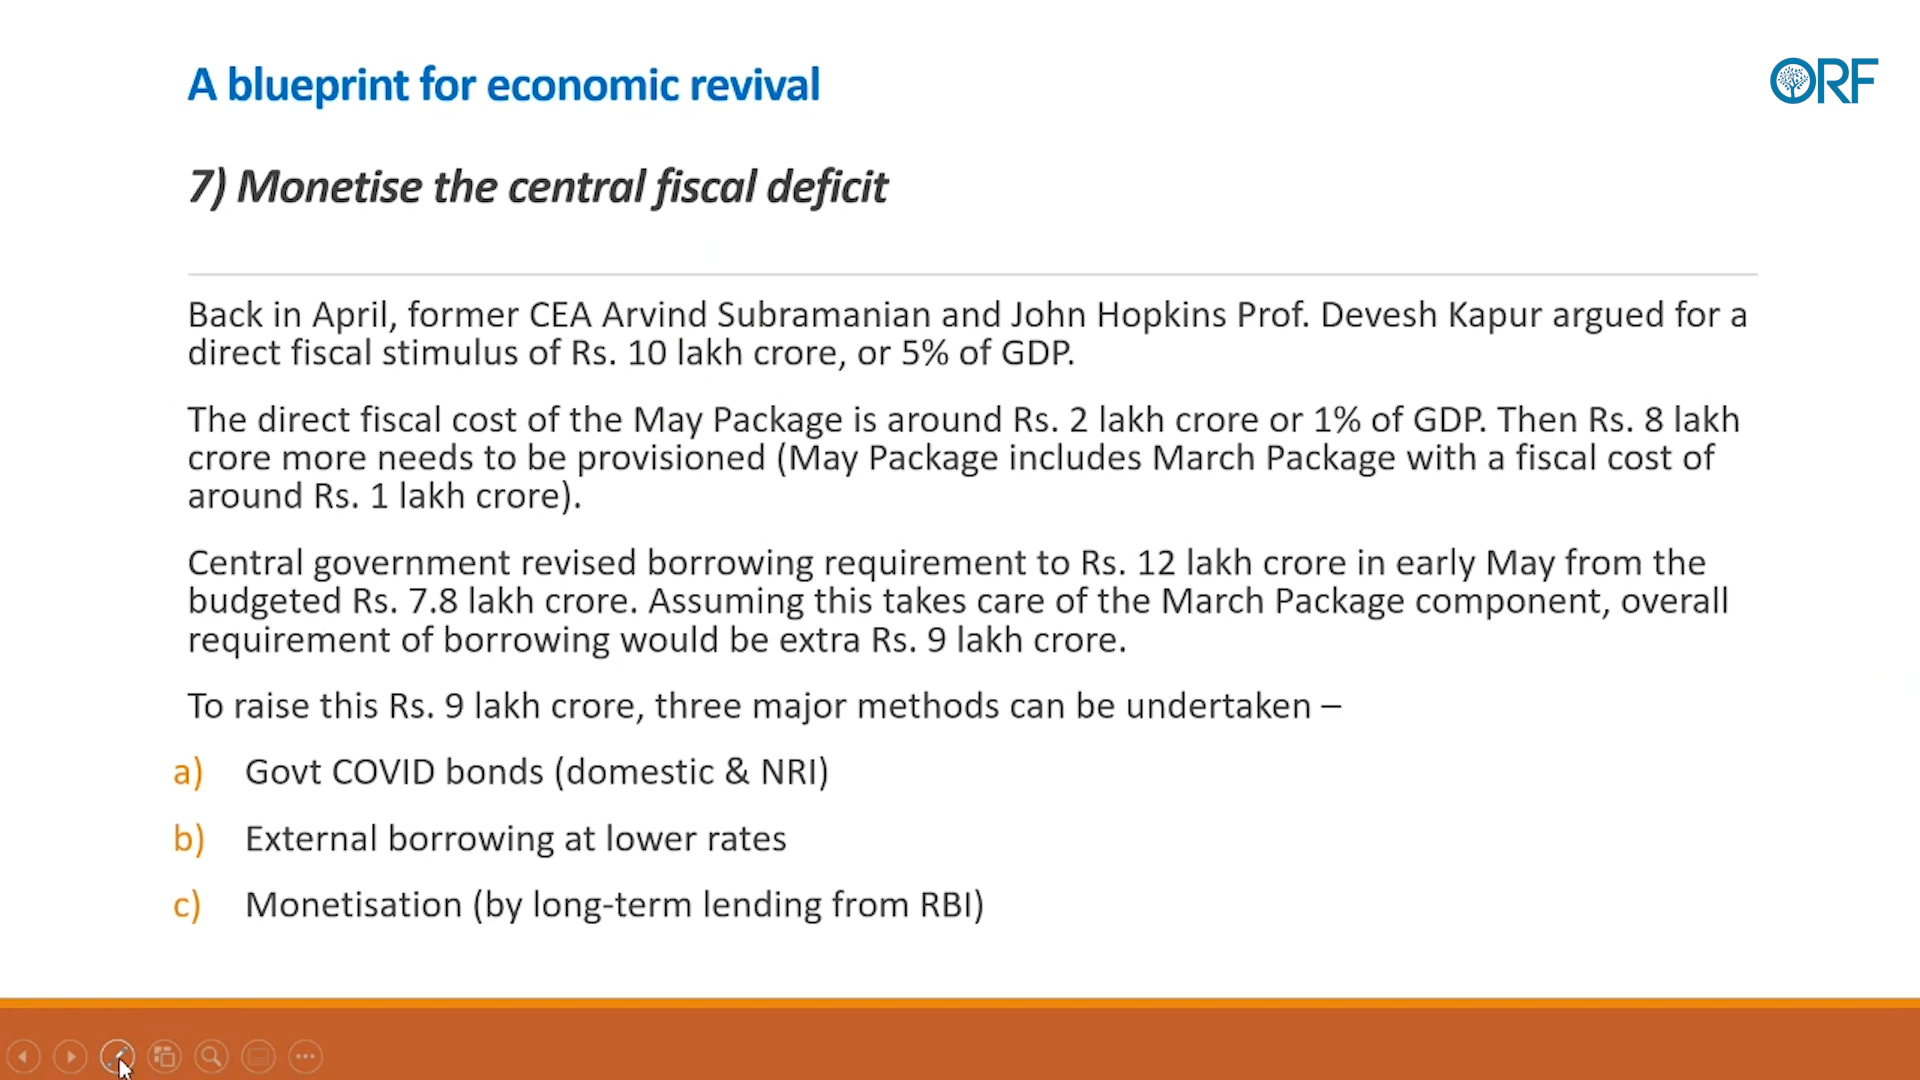 A blueprint for economic revival
ORF
7) Monetise the central fiscal deficit
Back in April, former CEA Arvind Subramanian and John Hopkins Prof. Devesh Kapur argued for a
direct fiscal stimulus of Rs. 10 lakh crore, or 5% of GDP.
The direct fiscal cost of the May Package is around Rs. 2 lakh crore or 1% of GDP. Then Rs. 8 lakh
crore more needs to be provisioned (May Package includes March Package with a fiscal cost of
around Rs. 1 lakh crore).
Central government revised borrowing requirement to Rs. 12 lakh crore in early May from the
budgeted Rs. 7.8 lakh crore. Assuming this takes care of the March Package component, overall
requirement of borrowing would be extra Rs. 9 lakh crore.
To raise this Rs. 9 lakh crore, three major methods can be undertaken –
a) Govt COVID bonds (domestic & NRI)
b) External borrowing at lower rates
c) Monetisation (by long-term lending from RBI)